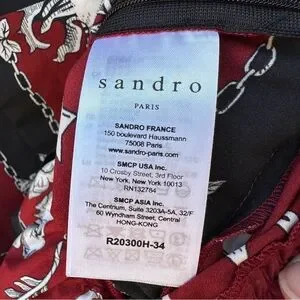 sandro
PARIS
SANDRO FRANCE
150 boulevard Haussmann
75008 Paris
www.sandro-paris.com
SMCP USA Inc.
10 Crosby Street, 3rd Floor
New York, New York 10013
RN132784
SMCP ASIA Inc.
The Centrium, Suite 3203A-5A, 32/F
60 Wyndham Street, Central
HONG-KONG
R20300H-34